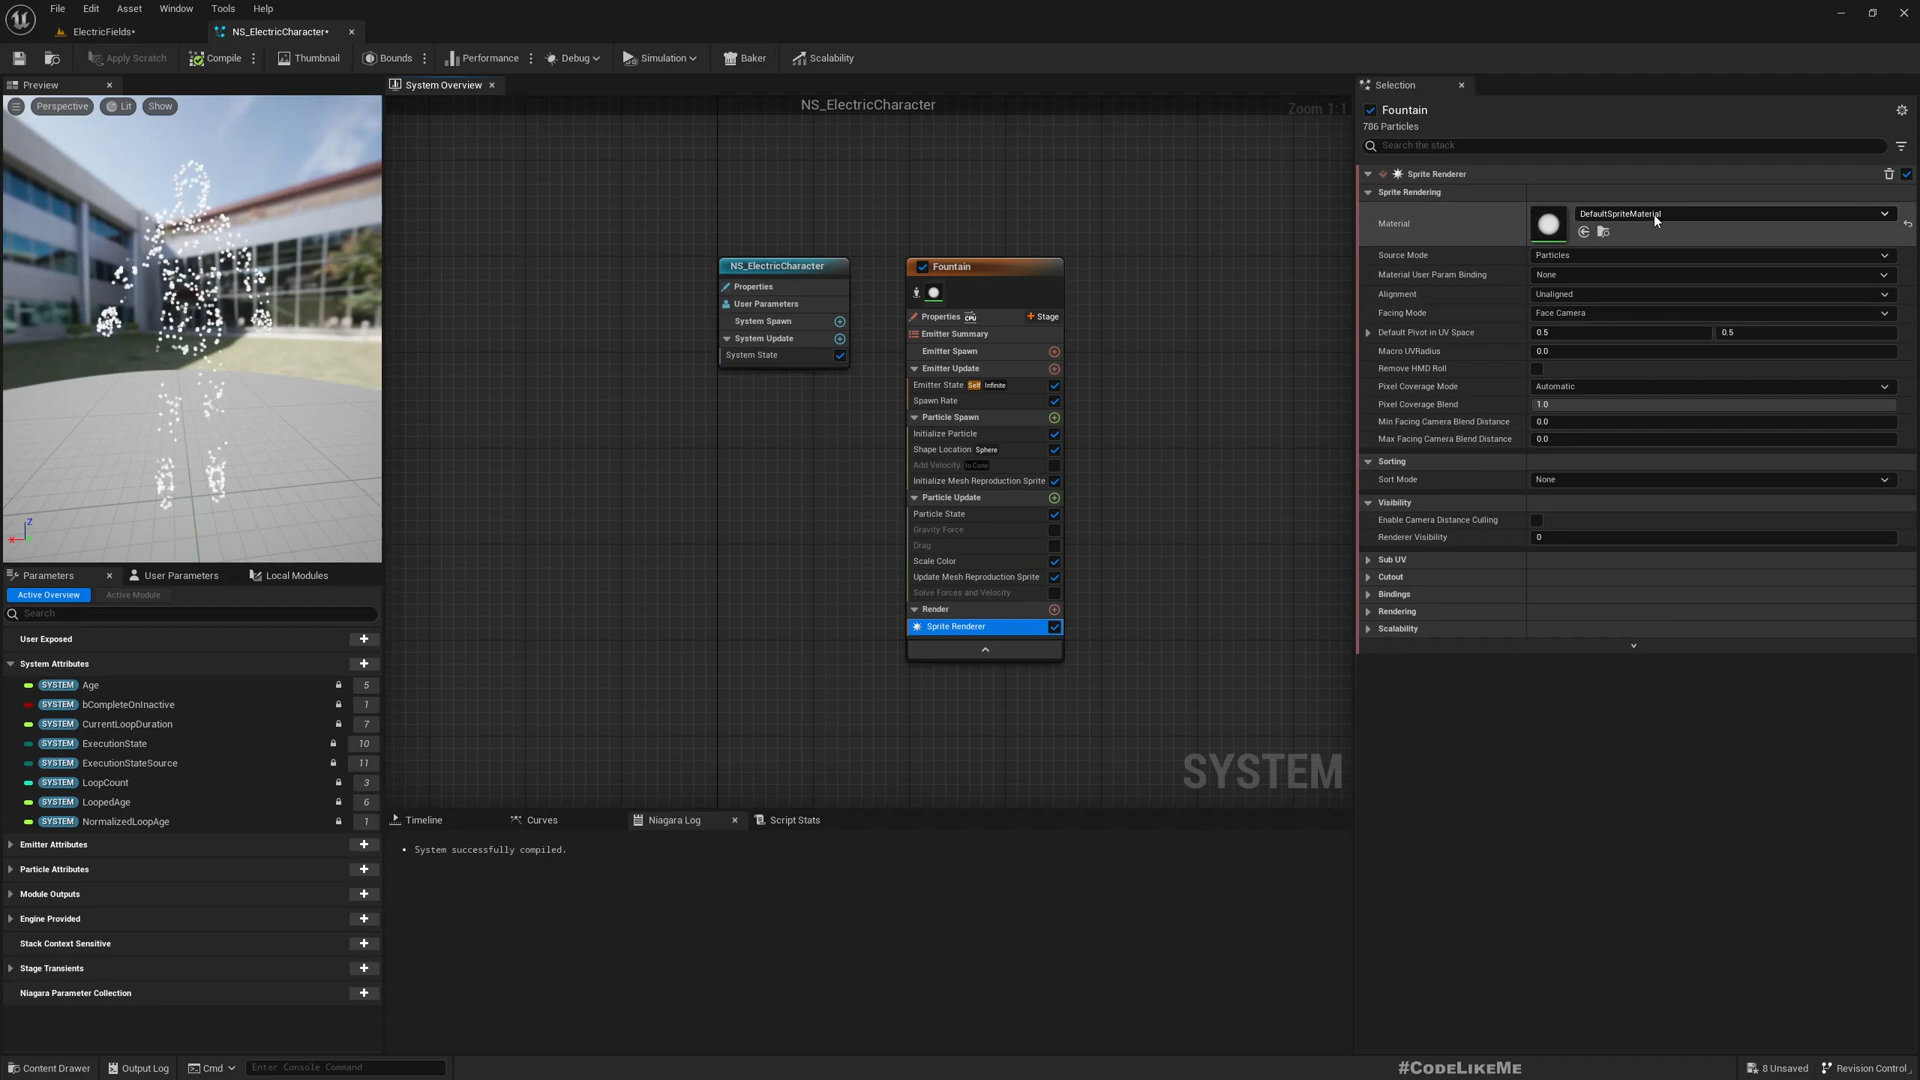 File Edit Asset Window Tools Help
ElectricFields*
NS_ElectricCharacter*
Apply Scratch
Compile
Thumbnail
Bounds
Performance
Debug
Simulation
Baker
Scalability
Preview
Perspective
Lit
Show
Z
X
System Overview
NS_ElectricCharacter
Zoom 1:1
NS_ElectricCharacter
Properties
User Parameters
System Spawn
System Update
System State
Fountain
Properties
CPU
Stage
Emitter Summary
Emitter Spawn
Emitter Update
Emitter State Self Infinite
Spawn Rate
Particle Spawn
Initialize Particle
Shape Location Sphere
Add Velocity In Cone
Initialize Mesh Reproduction Sprite
Particle Update
Particle State
Gravity Force
Drag
Scale Color
Update Mesh Reproduction Sprite
Solve Forces and Velocity
Render
Sprite Renderer
SYSTEM
Parameters
User Parameters
Local Modules
Active Overview
Active Module
Search
User Exposed
System Attributes
SYSTEM Age 5
SYSTEM bCompleteOnInactive 1
SYSTEM CurrentLoopDuration 7
SYSTEM ExecutionState 10
SYSTEM ExecutionStateSource 11
SYSTEM LoopCount 3
SYSTEM LoopedAge 6
SYSTEM NormalizedLoopAge 1
Emitter Attributes
Particle Attributes
Module Outputs
Engine Provided
Stack Context Sensitive
Stage Transients
Niagara Parameter Collection
Timeline
Curves
Niagara Log
Script Stats
• System successfully compiled.
Selection
Fountain
786 Particles
Search the stack
Sprite Renderer
Sprite Rendering
Material
DefaultSpriteMaterial
Source Mode Particles
Material User Param Binding None
Alignment Unaligned
Facing Mode Face Camera
Default Pivot in UV Space 0.5 0.5
Macro UVRadius 0.0
Remove HMD Roll
Pixel Coverage Mode Automatic
Pixel Coverage Blend 1.0
Min Facing Camera Blend Distance 0.0
Max Facing Camera Blend Distance 0.0
Sorting
Sort Mode None
Visibility
Enable Camera Distance Culling
Renderer Visibility 0
Sub UV
Cutout
Bindings
Rendering
Scalability
Content Drawer
Output Log
Cmd
Enter Console Command
#CodeLikeMe
8 Unsaved
Revision Control